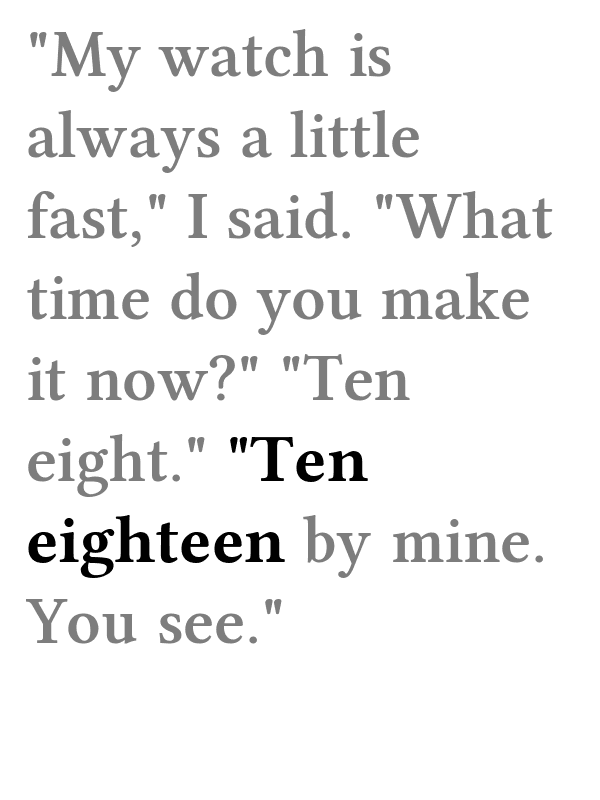 "My watch is
always a little
fast," I said. "What
time do you make
it now?" "Ten
eight." "Ten
eighteen by mine.
You see."